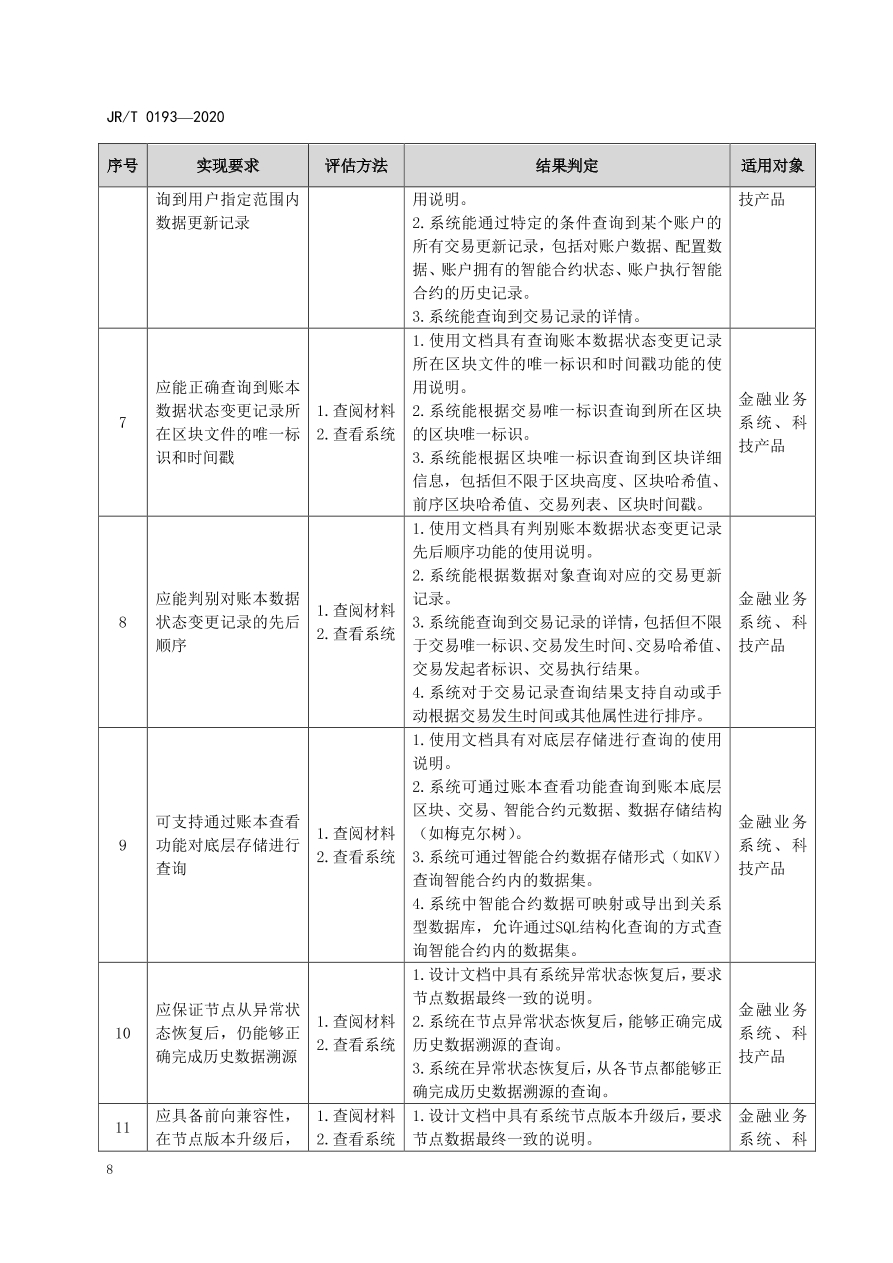 JR/T 0193—2020
序号 实现要求 评估方法 结果判定 适用对象
询到用户指定范围内
数据更新记录
用说明。
2.系统能通过特定的条件查询到某个账户的
所有交易更新记录，包括对账户数据、配置数
据、账户拥有的智能合约状态、账户执行智能
合约的历史记录。
3.系统能查询到交易记录的详情。
技产品
7
应能正确查询到账本
数据状态变更记录所
在区块文件的唯一标
识和时间戳
1.查阅材料
2.查看系统
1.使用文档具有查询账本数据状态变更记录
所在区块文件的唯一标识和时间戳功能的使
用说明。
2.系统能根据交易唯一标识查询到所在区块
的区块唯一标识。
3.系统能根据区块唯一标识查询到区块详细
信息，包括但不限于区块高度、区块哈希值、
前序区块哈希值、交易列表、区块时间戳。
金融业务
系统、科
技产品
8
应能判别对账本数据
状态变更记录的先后
顺序
1.查阅材料
2.查看系统
1.使用文档具有判别账本数据状态变更记录
先后顺序功能的使用说明。
2.系统能根据数据对象查询对应的交易更新
记录。
3.系统能查询到交易记录的详情，包括但不限
于交易唯一标识、交易发生时间、交易哈希值、
交易发起者标识、交易执行结果。
4.系统对于交易记录查询结果支持自动或手
动根据交易发生时间或其他属性进行排序。
金融业务
系统、科
技产品
9
可支持通过账本查看
功能对底层存储进行
查询
1.查阅材料
2.查看系统
1.使用文档具有对底层存储进行查询的使用
说明。
2.系统可通过账本查看功能查询到账本底层
区块、交易、智能合约元数据、数据存储结构
（如梅克尔树）。
3.系统可通过智能合约数据存储形式（如KV）
查询智能合约内的数据集。
4.系统中智能合约数据可映射或导出到关系
型数据库，允许通过SQL结构化查询的方式查
询智能合约内的数据集。
金融业务
系统、科
技产品
10
应保证节点从异常状
态恢复后，仍能够正
确完成历史数据溯源
1.查阅材料
2.查看系统
1.设计文档中具有系统异常状态恢复后，要求
节点数据最终一致的说明。
2.系统在节点异常状态恢复后，能够正确完成
历史数据溯源的查询。
3.系统在异常状态恢复后，从各节点都能够正
确完成历史数据溯源的查询。
金融业务
系统、科
技产品
11
应具备前向兼容性，
在节点版本升级后，
1.查阅材料
2.查看系统
1.设计文档中具有系统节点版本升级后，要求
节点数据最终一致的说明。
金融业务
系统、科
8